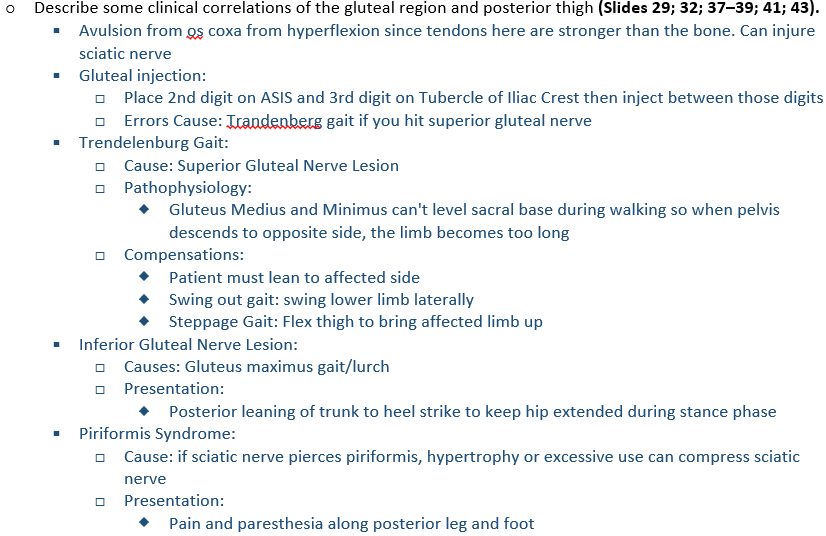 Describe some clinical correlations of the gluteal region and posterior thigh (Slides 29; 32; 37–39; 41; 43).
Avulsion from os coxa from hyperflexion since tendons here are stronger than the bone. Can injure
sciatic nerve
Gluteal injection:
Place 2nd digit on ASIS and 3rd digit on Tubercle of Iliac Crest then inject between those digits
Errors Cause: Trandenberg gait if you hit superior gluteal nerve
Trendelenburg Gait:
Cause: Superior Gluteal Nerve Lesion
Pathophysiology:
Gluteus Medius and Minimus can't level sacral base during walking so when pelvis
descends to opposite side, the limb becomes too long
Compensations:
Patient must lean to affected side
Swing out gait: swing lower limb laterally
Steppage Gait: Flex thigh to bring affected limb up
Inferior Gluteal Nerve Lesion:
Causes: Gluteus maximus gait/lurch
Presentation:
Posterior leaning of trunk to heel strike to keep hip extended during stance phase
Piriformis Syndrome:
Cause: if sciatic nerve pierces piriformis, hypertrophy or excessive use can compress sciatic
nerve
Presentation:
Pain and paresthesia along posterior leg and foot